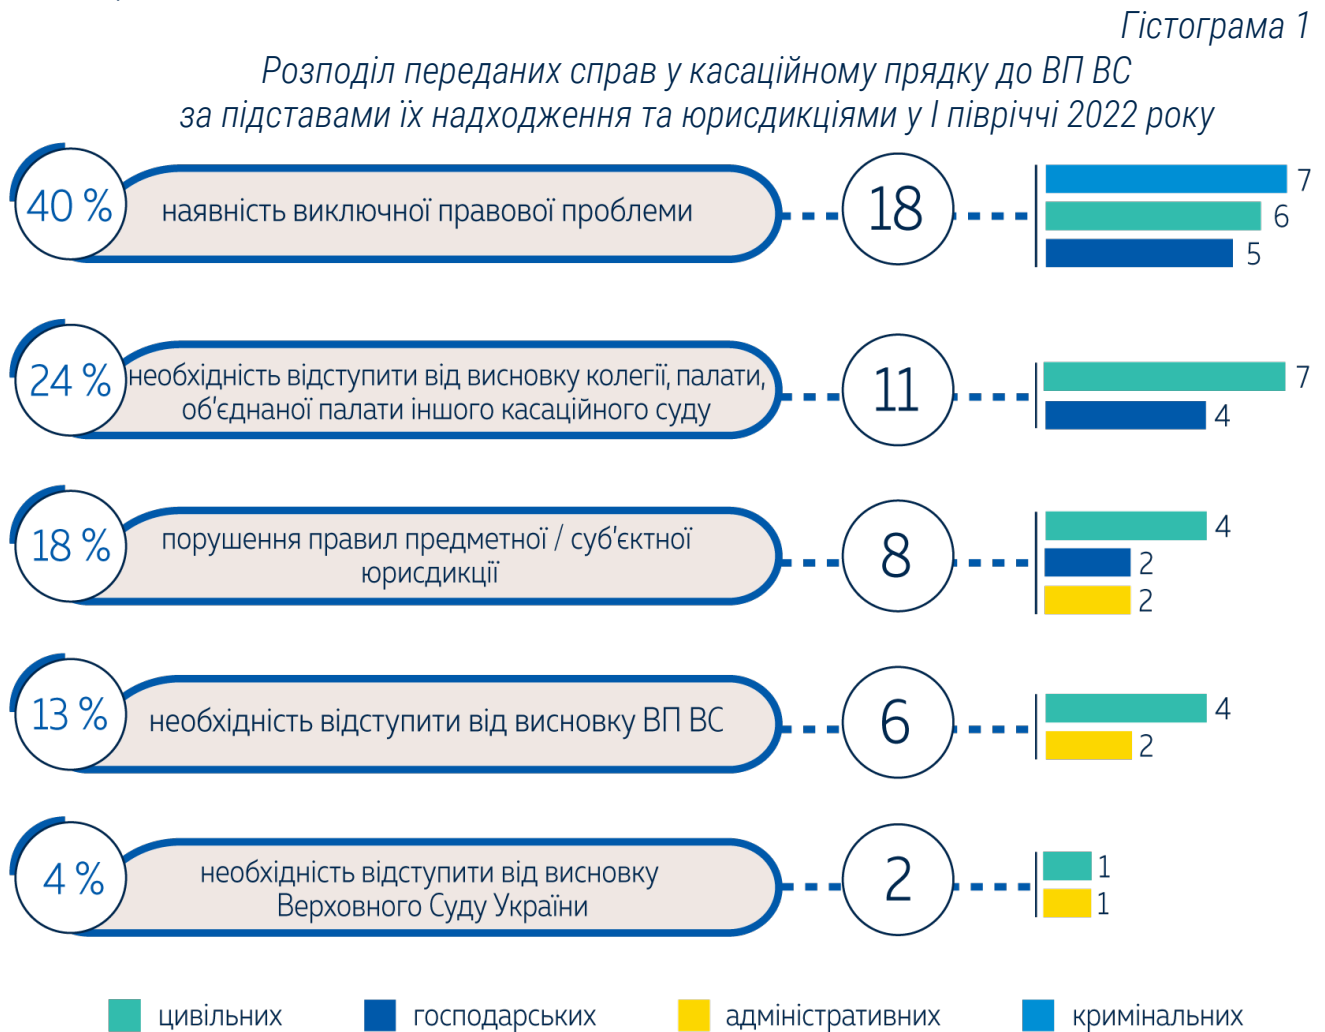 Гістограма 1
Розподіл переданих справ у касаційному прядку до ВП ВС
за підставами їх надходження та юрисдикціями у І півріччі 2022 року
40 %
наявність виключної правової проблеми
18
7
6
5
24 %
необхідність відступити від висновку колегії, палати,
об'єднаної палати іншого касаційного суду
11
7
4
18 %
порушення правил предметної / суб'єктної
юрисдикції
8
4
2
2
13 %
необхідність відступити від висновку ВП ВС
6
4
2
4 %
необхідність відступити від висновку
Верховного Суду України
2
1
1
цивільних
господарських
адміністративних
кримінальних